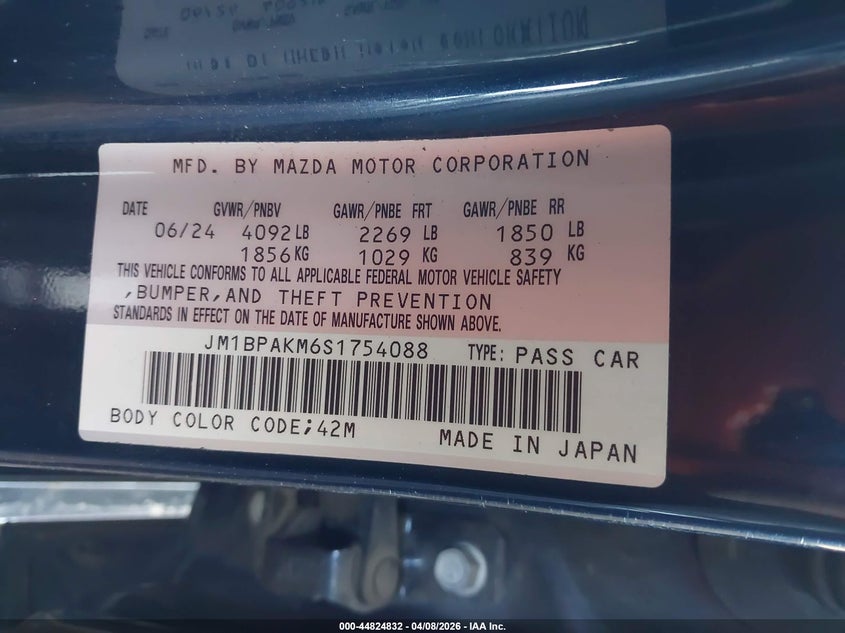 MFD. BY MAZDA MOTOR CORPORATION
DATE GVWR/PNBV GAWR/PNBE FRT GAWR/PNBE RR
06/24 4092LB 2269 LB 1850 LB
1856KG 1029 KG 839 KG
THIS VEHICLE CONFORMS TO ALL APPLICABLE FEDERAL MOTOR VEHICLE SAFETY
,BUMPER,AND THEFT PREVENTION
STANDARDS IN EFFECT ON THE DATE OF MANUFACTURE SHOWN ABOVE.
JM1BPAKM6S1754088 TYPE: PASS CAR
BODY COLOR CODE;42M
MADE IN JAPAN
000-44824832 - 04/08/2026 - IAA Inc.